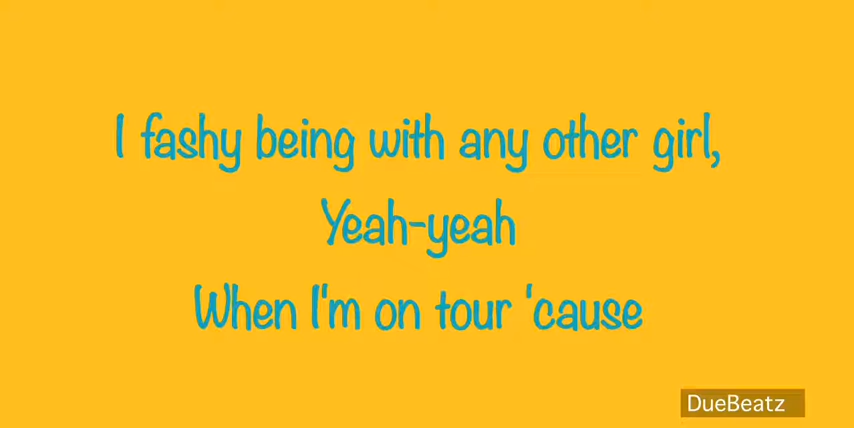 I fashy being with any other girl,
Yeah-yeah
When I'm on tour 'cause
DueBeatz